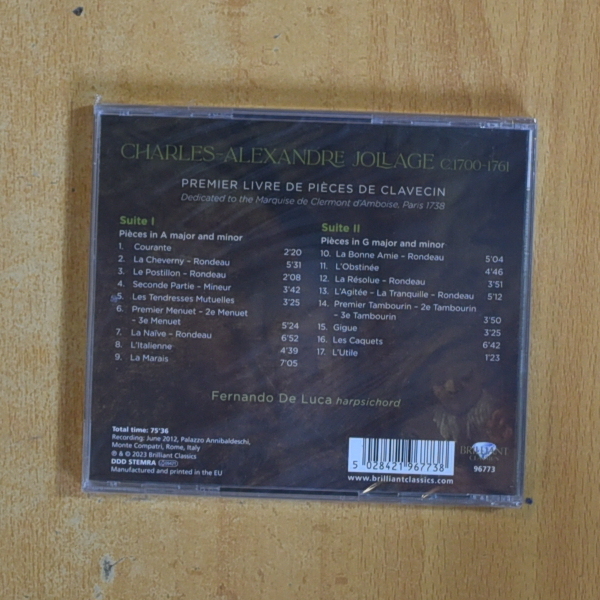 CHARLES-ALEXANDRE JOLLAGE C.1700-1761
PREMIER LIVRE DE PIÈCES DE CLAVECIN
Dedicated to the Marquise de Clermont d'Amboise, Paris 1738
Suite I
Pièces in A major and minor
1. Courante 2'20
2. La Cheverny – Rondeau 5'31
3. Le Postillon – Rondeau 2'08
4. Seconde Partie – Mineur 3'42
5. Les Tendresses Mutuelles 3'25
6. Premier Menuet – 2e Menuet
– 3e Menuet 5'24
7. La Naïve – Rondeau 6'52
8. L'Italienne 4'39
9. La Marais 7'05
Suite II
Pièces in G major and minor
10. La Bonne Amie – Rondeau 5'04
11. L'Obstinée 4'46
12. La Résolue – Rondeau 3'51
13. L'Agitée – La Tranquille – Rondeau 5'12
14. Premier Tambourin – 2e Tambourin
– 3e Tambourin 3'50
15. Gigue 3'25
16. Les Caquets 6'42
17. L'Utile 1'23
Fernando De Luca harpsichord
Total time: 75'36
Recording: June 2012, Palazzo Annibaldeschi,
Monte Compatri, Rome, Italy
℗ & © 2023 Brilliant Classics
DDD STEMRA
Manufactured and printed in the EU
5 028421 967738
www.brilliantclassics.com
BRILLIANT
CLASSICS
96773